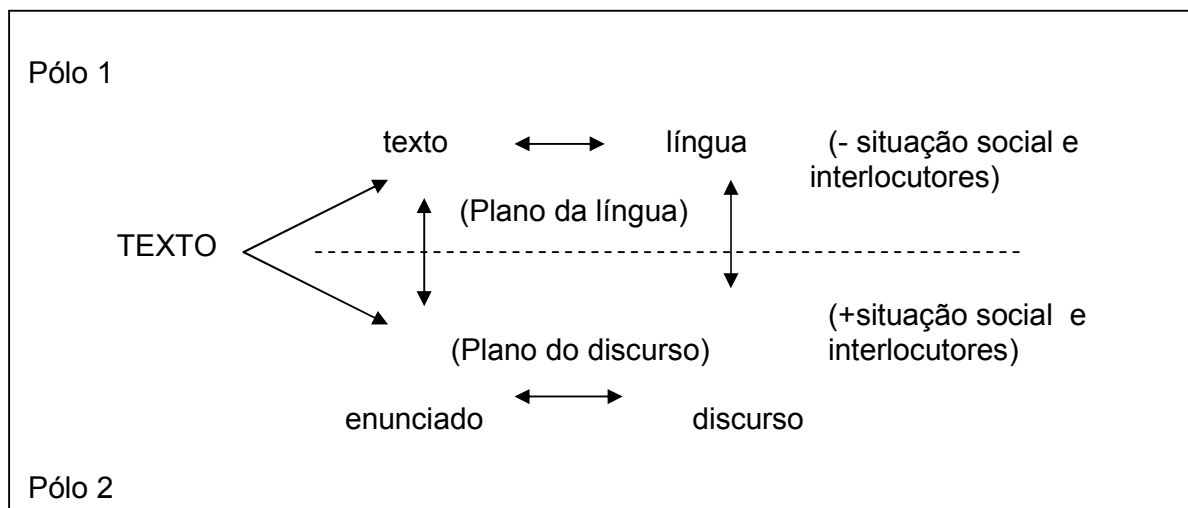 Pólo 1
texto língua (- situação social e
interlocutores)
(Plano da língua)
TEXTO
(+situação social e
interlocutores)
(Plano do discurso)
enunciado discurso
Pólo 2